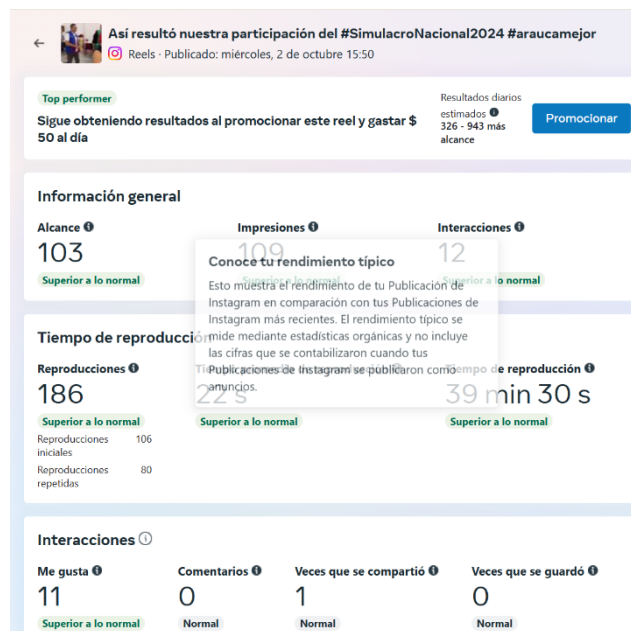 Así resultó nuestra participación del #SimulacroNacional2024 #araucamejor
Reels · Publicado: miércoles, 2 de octubre 15:50
Top performer
Sigue obteniendo resultados al promocionar este reel y gastar $
50 al día
Resultados diarios
estimados
326 - 943 más
alcance
Promocionar
Información general
Alcance
103
Superior a lo normal
Impresiones
109
Superior a lo normal
Interacciones
12
Superior a lo normal
Conoce tu rendimiento típico
Esto muestra el rendimiento de tu Publicación de
Instagram en comparación con tus Publicaciones de
Instagram más recientes. El rendimiento típico se
mide mediante estadísticas orgánicas y no incluye
las cifras que se contabilizaron cuando tus
Publicaciones de Instagram se publicaron como
anuncios.
Tiempo de reproducción
Reproducciones
186
Superior a lo normal
Reproducciones 106
iniciales
Reproducciones 80
repetidas
22 s
Superior a lo normal
Tiempo de reproducción
39 min 30 s
Superior a lo normal
Interacciones
Me gusta
11
Superior a lo normal
Comentarios
0
Normal
Veces que se compartió
1
Normal
Veces que se guardó
0
Normal